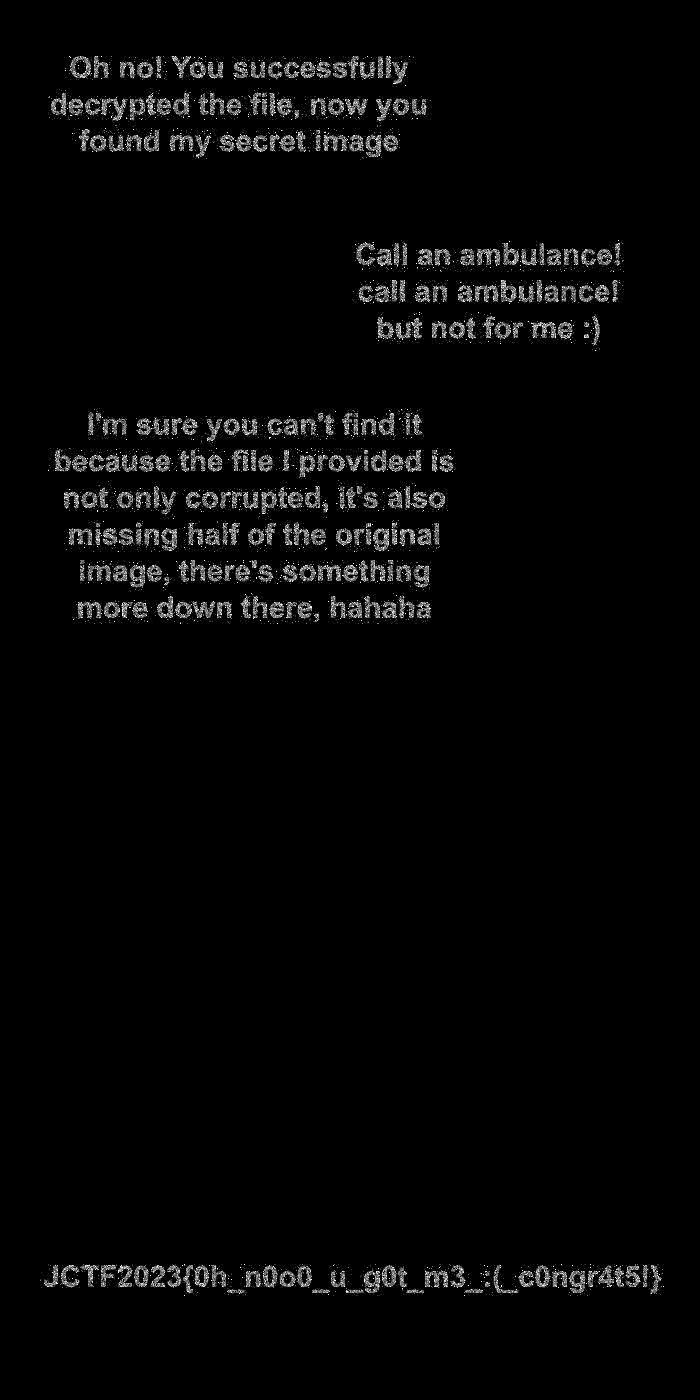 Oh no! You successfully
decrypted the file, now you
found my secret image
Call an ambulance!
call an ambulance!
but not for me :)
I'm sure you can't find it
because the file I provided is
not only corrupted, it's also
missing half of the original
image, there's something
more down there, hahaha
JCTF2023{0h_n0o0_u_g0t_m3_:(_c0ngr4t5!}